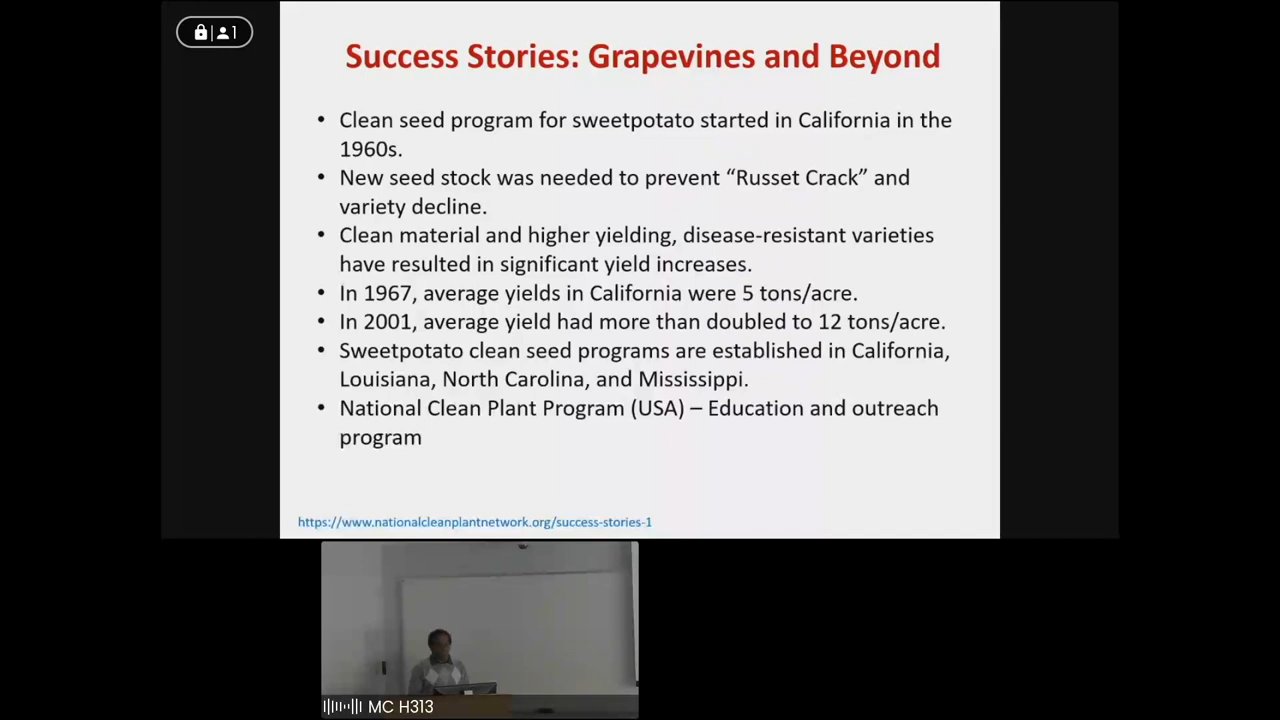 1
Success Stories: Grapevines and Beyond
• Clean seed program for sweetpotato started in California in the
1960s.
• New seed stock was needed to prevent “Russet Crack” and
variety decline.
• Clean material and higher yielding, disease-resistant varieties
have resulted in significant yield increases.
• In 1967, average yields in California were 5 tons/acre.
• In 2001, average yield had more than doubled to 12 tons/acre.
• Sweetpotato clean seed programs are established in California,
Louisiana, North Carolina, and Mississippi.
• National Clean Plant Program (USA) – Education and outreach
program
https://www.nationalcleanplantnetwork.org/success-stories-1
MC H313